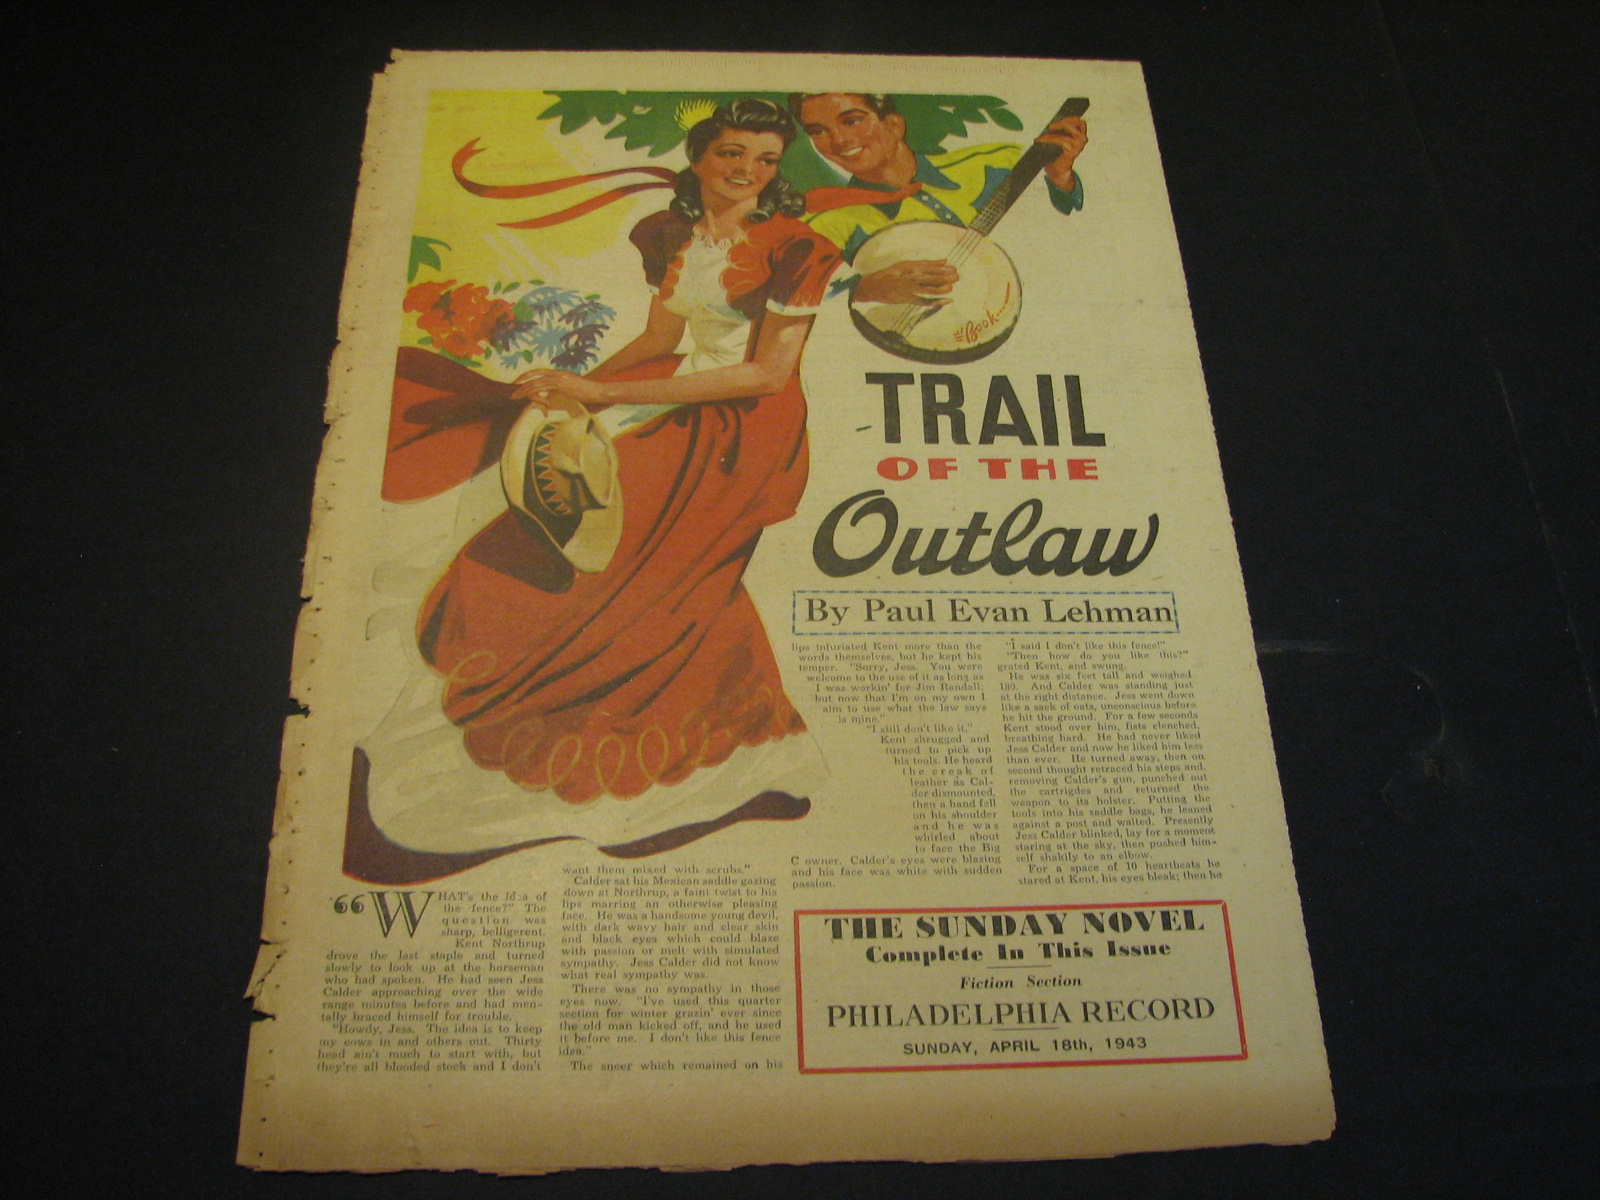 Book
TRAIL
OF THE
Outlaw
By Paul Evan Lehman
"WHAT's the idea of
the fence?" The
question was
sharp, belligerent.
Kent Northrup
drove the last staple and turned
slowly to look up at the horseman
who had spoken. He had seen Jess
Calder approaching over the wide
range minutes before and had men-
tally braced himself for trouble.
"Howdy, Jess. The idea is to keep
my cows in and others out. Thirty
head ain't much to start with, but
they're all blooded stock and I don't
want them mixed with scrubs."
Calder sat his Mexican saddle gazing
down at Northrup, a faint twist to his
lips marring an otherwise pleasing
face. He was a handsome young devil,
with dark wavy hair and clear skin
and black eyes which could blaze
with passion or melt with simulated
sympathy. Jess Calder did not know
what real sympathy was.
There was no sympathy in those
eyes now. "I've used this quarter
section for winter grazin' ever since
the old man kicked off, and he used
it before me. I don't like this fence
idea."
The sneer which remained on his
lips infuriated Kent more than the
words themselves, but he kept his
temper. "Sorry, Jess. You were
welcome to the use of it as long as
I was workin' for Jim Randall;
but now that I'm on my own I
aim to use what the law says
is mine."
"I still don't like it."
Kent shrugged and
turned to pick up
his tools. He heard
the creak of
leather as Cal-
der dismounted,
then a hand fell
on his shoulder
and he was
whirled about
to face the Big
C owner. Calder's eyes were blazing
and his face was white with sudden
passion.
"I said I don't like this fence!"
"Then how do you like this?"
grated Kent, and swung.
He was six feet tall and weighed
180. And Calder was standing just
at the right distance. Jess went down
like a sack of oats, unconscious before
he hit the ground. For a few seconds
Kent stood over him, fists clenched,
breathing hard. He had never liked
Jess Calder and now he liked him less
than ever. He turned away, then on
second thought retraced his steps and,
removing Calder's gun, punched out
the cartrigdes and returned the
weapon to its holster. Putting the
tools into his saddle bags, he leaned
against a post and waited. Presently
Jess Calder blinked, lay for a moment
staring at the sky, then pushed him-
self shakily to an elbow.
For a space of 10 heartbeats he
stared at Kent, his eyes bleak; then he
THE SUNDAY NOVEL
Complete In This Issue
Fiction Section
PHILADELPHIA RECORD
SUNDAY, APRIL 18th, 1943